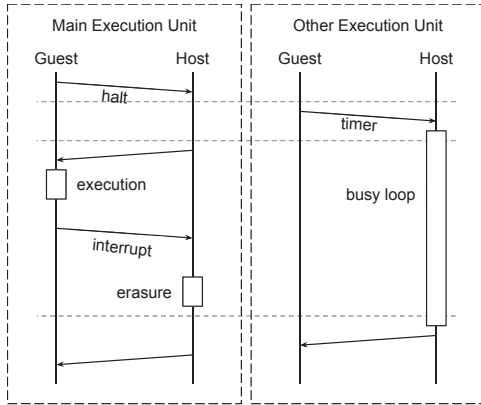 Main Execution Unit
Guest
Host
halt
execution
interrupt
erasure
Other Execution Unit
Guest
Host
timer
busy loop